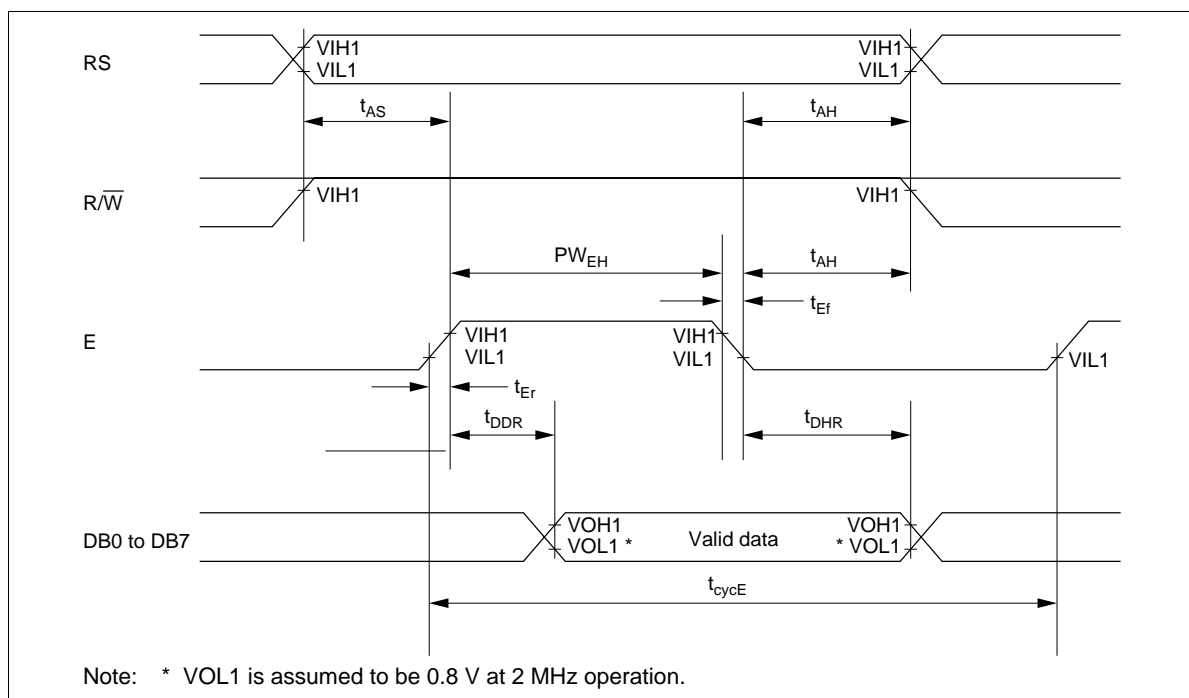 RS
VIH1
VIL1
VIH1
VIL1
tAS
tAH
R/W̅
VIH1
VIH1
PWEH
tAH
tEf
E
VIH1
VIL1
VIH1
VIL1
VIL1
tEr
tDDR
tDHR
DB0 to DB7
VOH1
VOL1 *
Valid data
VOH1
* VOL1
tcycE
Note: * VOL1 is assumed to be 0.8 V at 2 MHz operation.